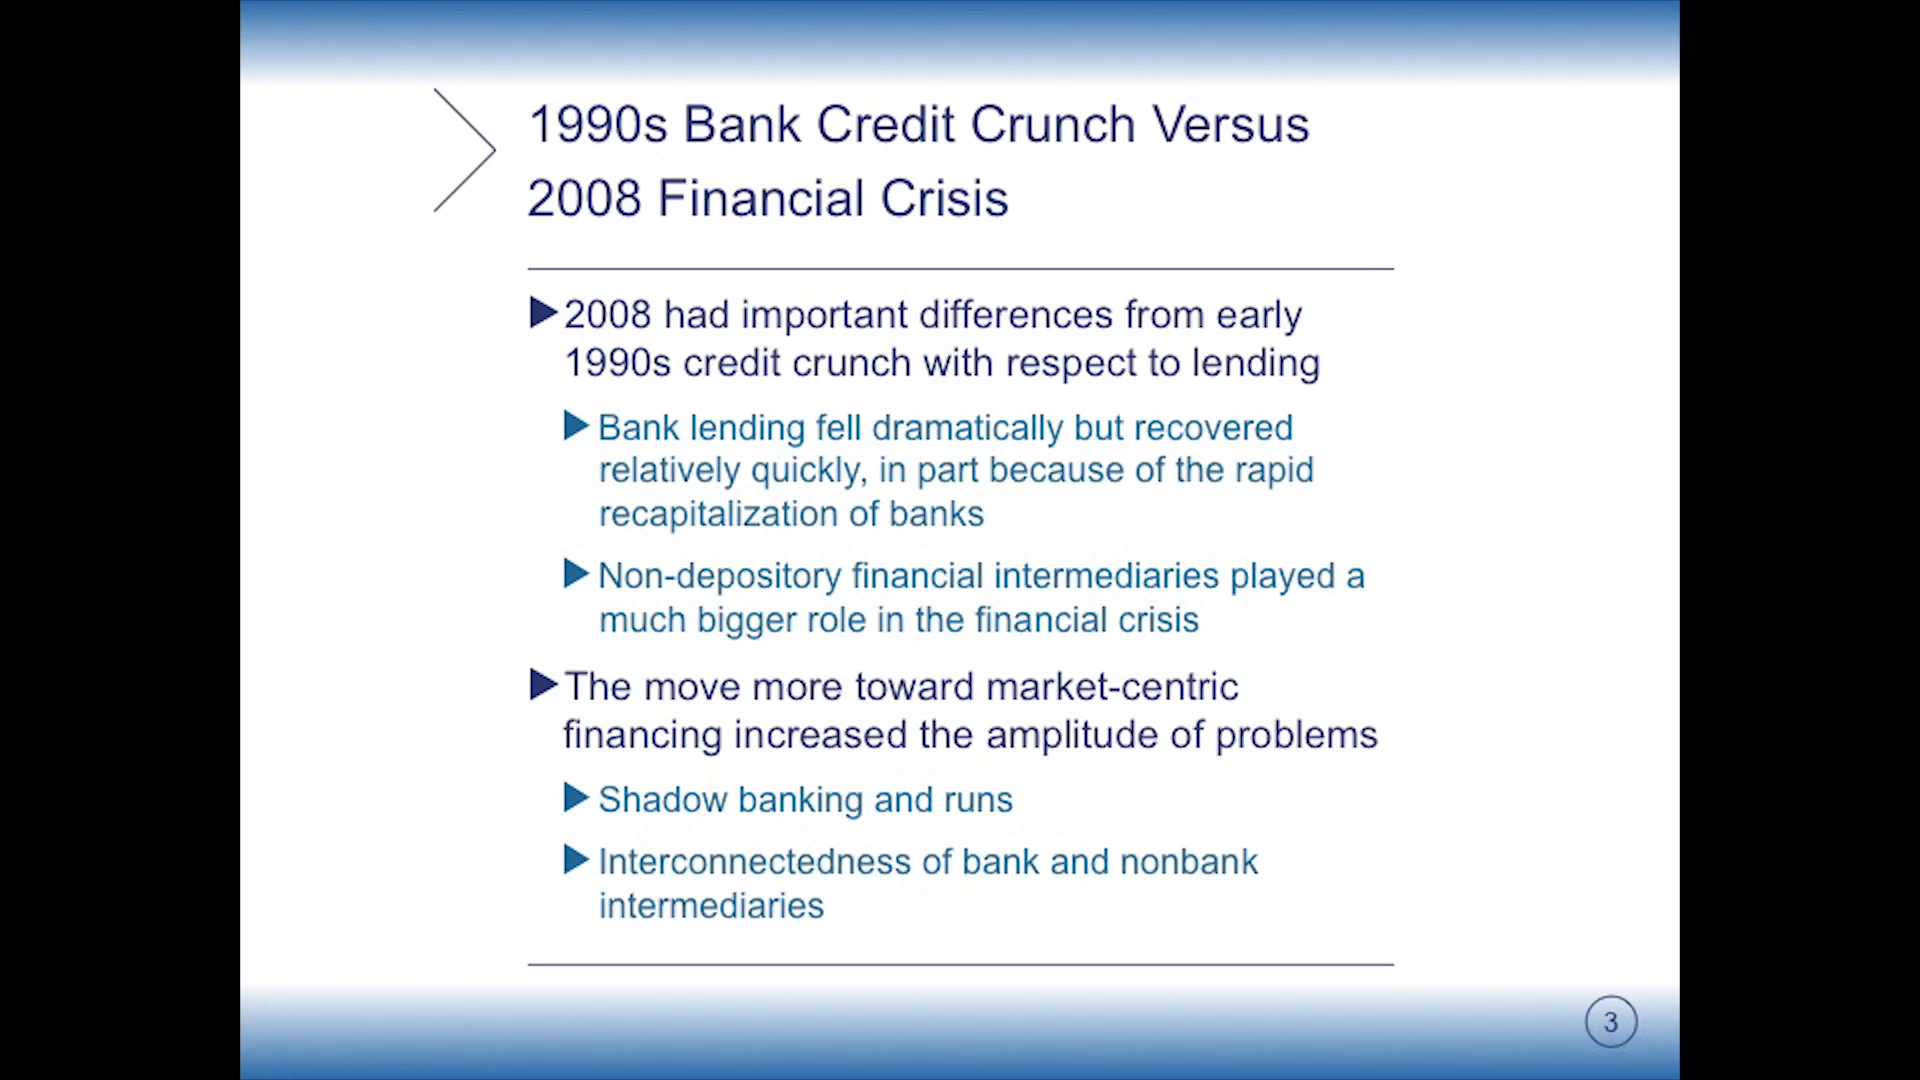 1990s Bank Credit Crunch Versus
2008 Financial Crisis
2008 had important differences from early
1990s credit crunch with respect to lending
Bank lending fell dramatically but recovered
relatively quickly, in part because of the rapid
recapitalization of banks
Non-depository financial intermediaries played a
much bigger role in the financial crisis
The move more toward market-centric
financing increased the amplitude of problems
Shadow banking and runs
Interconnectedness of bank and nonbank
intermediaries
3